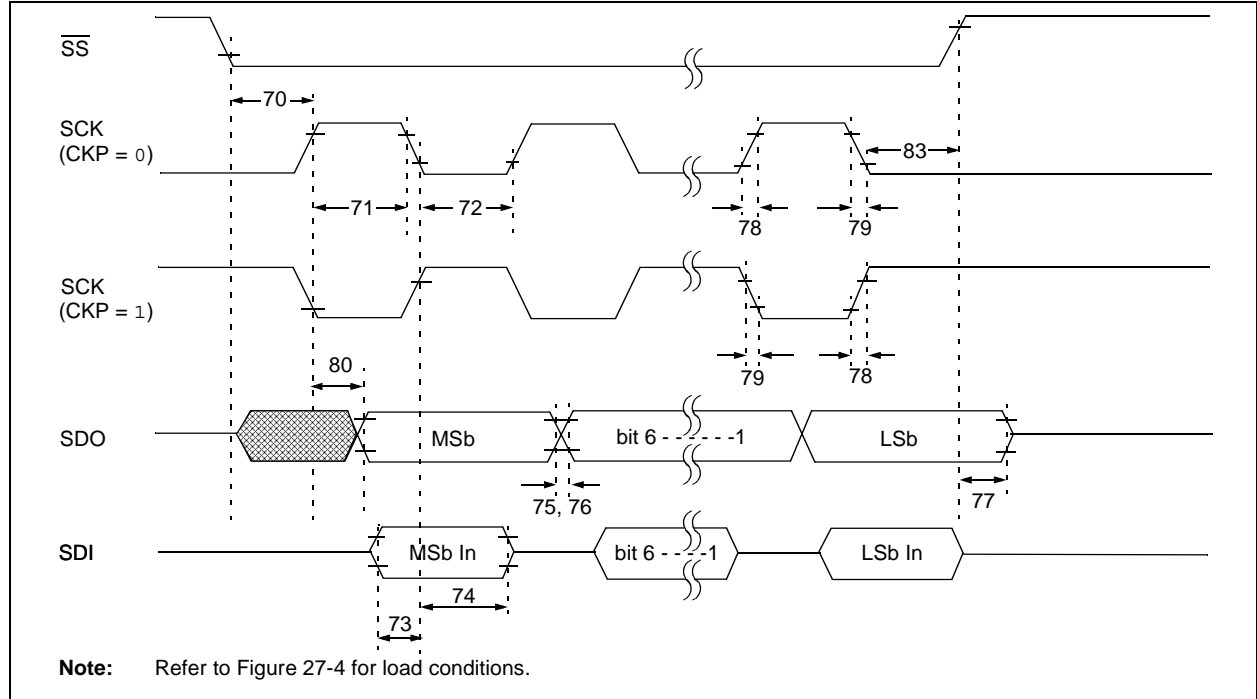 SS
70
SCK
(CKP = 0)
83
71
72
78
79
SCK
(CKP = 1)
80
79
78
SDO
MSb
bit 6 - - - - - -1
LSb
75, 76
77
SDI
MSb In
bit 6 - - - -1
LSb In
74
73
Note: Refer to Figure 27-4 for load conditions.